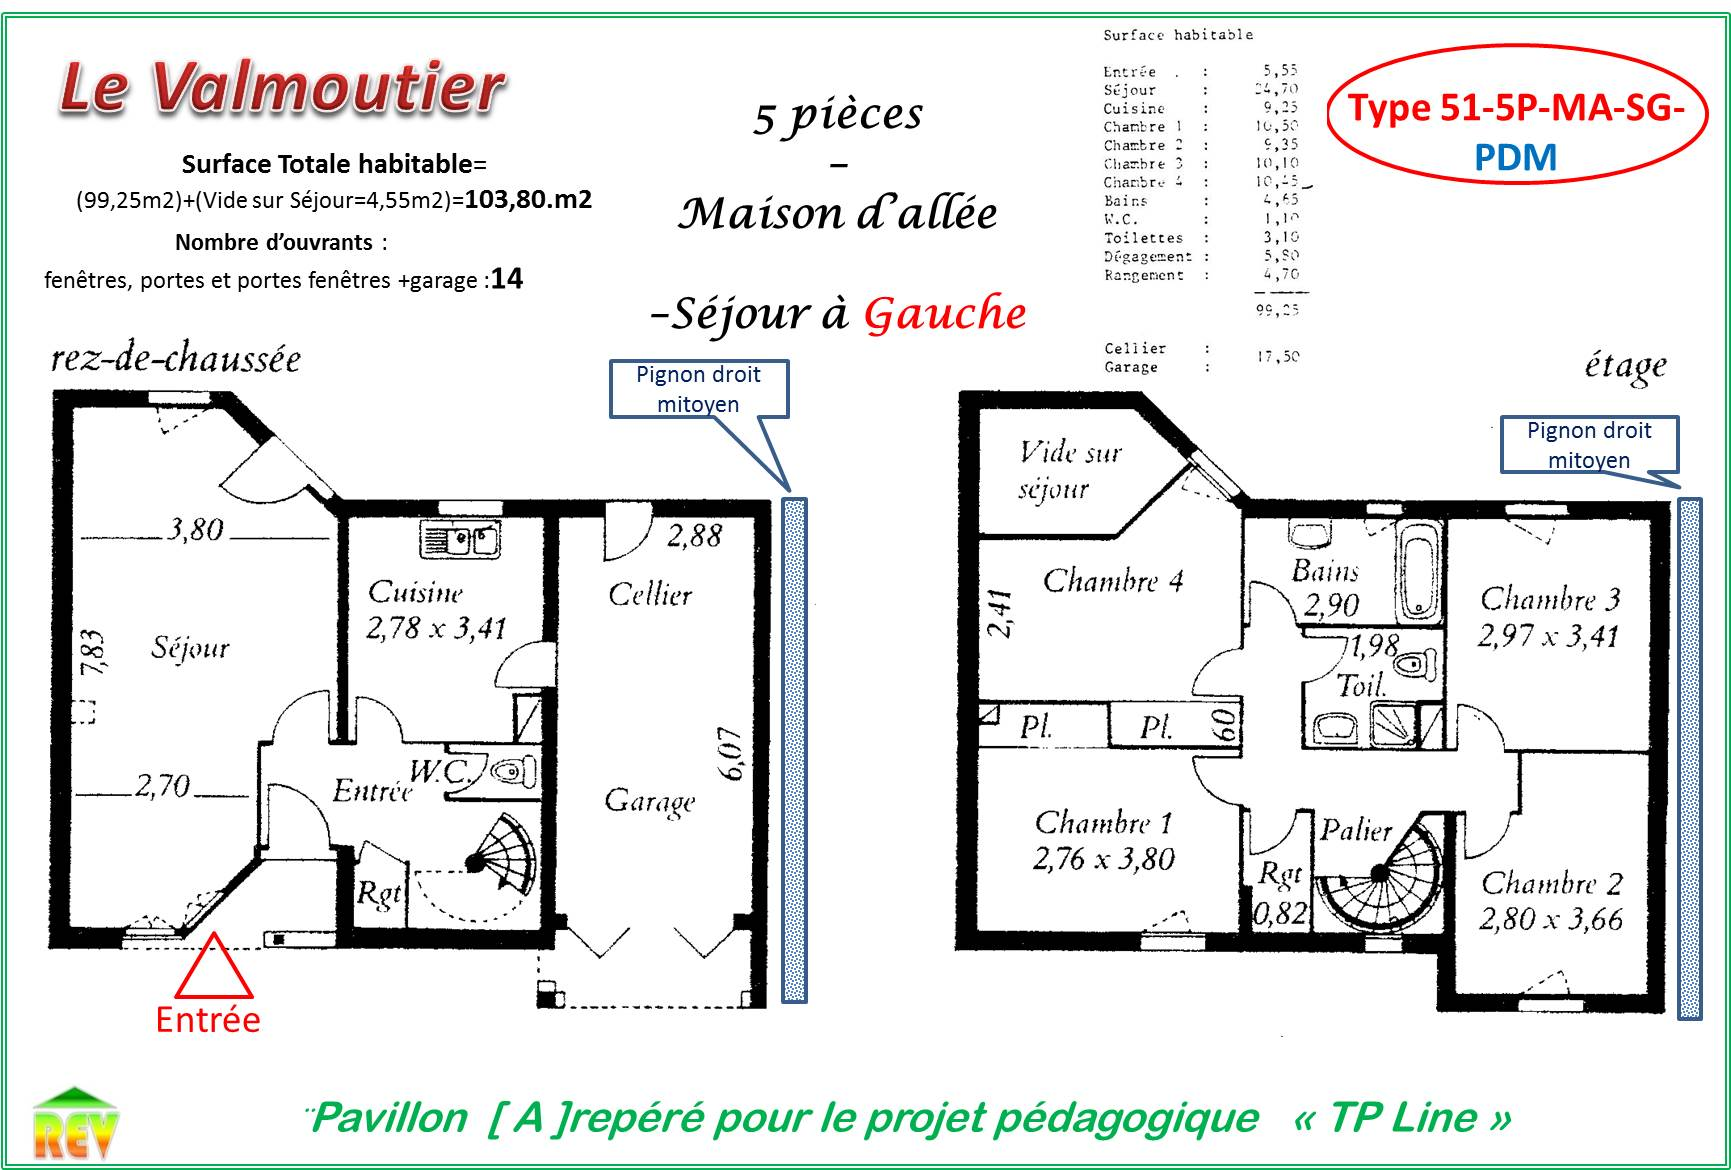 Le Valmoutier
Surface Totale habitable=
(99,25m2)+(Vide sur Séjour=4,55m2)=103,80.m2
Nombre d'ouvrants :
fenêtres, portes et portes fenêtres +garage :14
5 pièces
–
Maison d'allée
–Séjour à Gauche
Surface habitable
Entrée . : 5,55
Séjour : 24,70
Cuisine : 9,25
Chambre 1 : 10,50
Chambre 2 : 9,35
Chambre 3 : 10,10
Chambre 4 : 10,45
Bains : 4,65
W.C. : 1,10
Toilettes : 3,10
Dégagement : 5,80
Rangement : 4,70
99,25
Cellier :
Garage : 17,50
Type 51-5P-MA-SG-
PDM
rez-de-chaussée
Pignon droit
mitoyen
3,80
7,83
Séjour
2,70
Cuisine
2,78 x 3,41
2,88
Cellier
6,07
Garage
W.C.
Entrée
Rgt
Entrée
étage
Pignon droit
mitoyen
Vide sur
séjour
2,41
Chambre 4
Bains
2,90
Chambre 3
2,97 x 3,41
1,98
Toil.
Pl.
Pl.
60
Chambre 1
2,76 x 3,80
Palier
Rgt
0,82
Chambre 2
2,80 x 3,66
REV
¨Pavillon [ A ]repéré pour le projet pédagogique « TP Line »